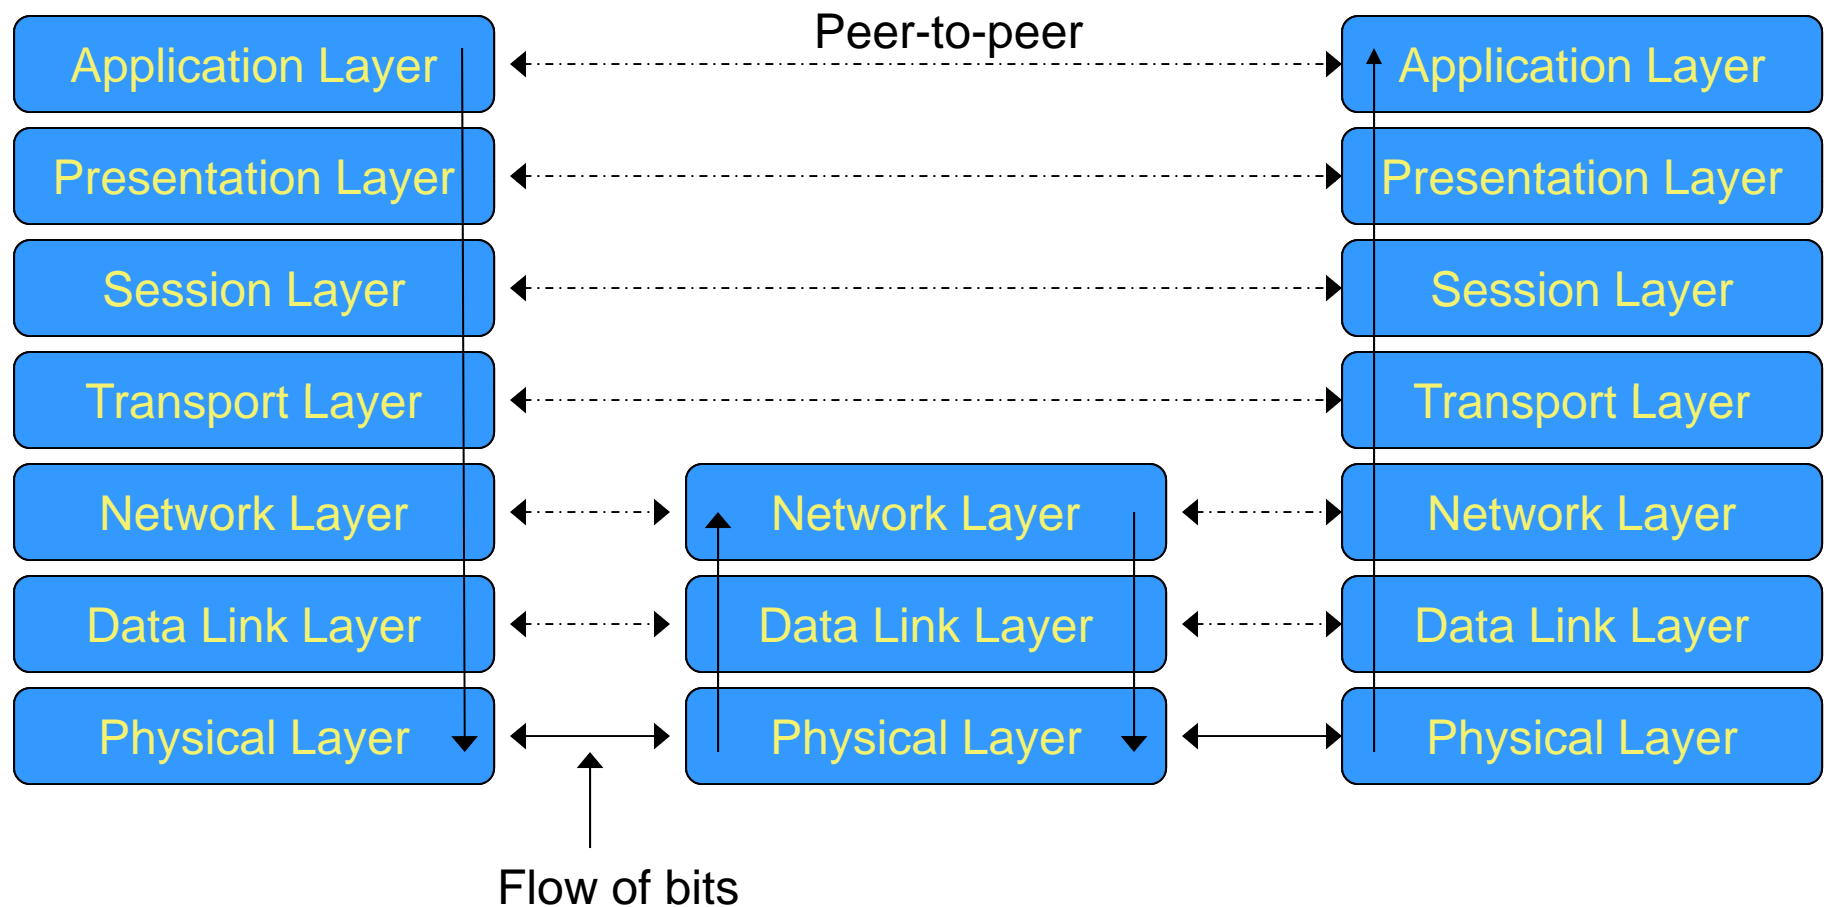 Peer-to-peer
Application Layer
Application Layer
Presentation Layer
Presentation Layer
Session Layer
Session Layer
Transport Layer
Transport Layer
Network Layer
Network Layer
Network Layer
Data Link Layer
Data Link Layer
Data Link Layer
Physical Layer
Physical Layer
Physical Layer
Flow of bits